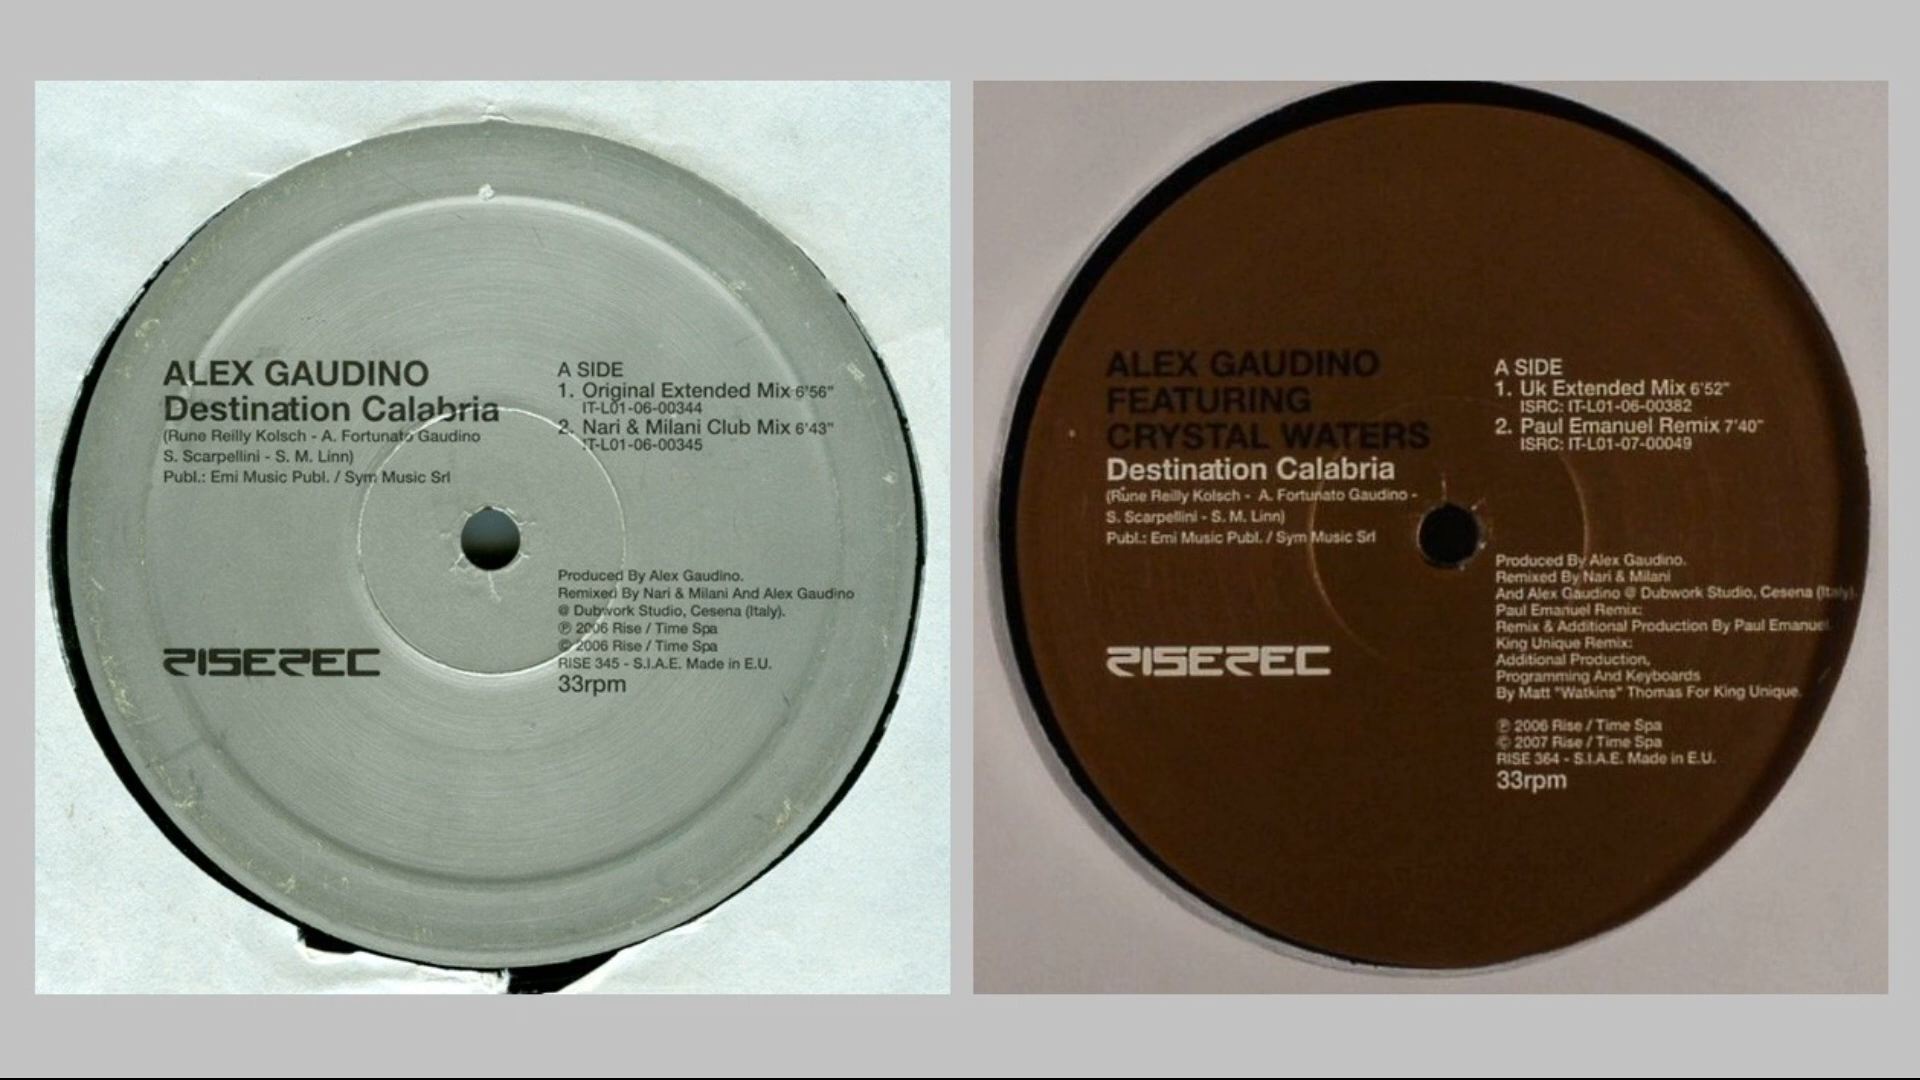 ALEX GAUDINO
Destination Calabria
(Rune Reilly Kolsch - A. Fortunato Gaudino
S. Scarpellini - S. M. Linn)
Publ.: Emi Music Publ. / Sym Music Srl
RISEREC
A SIDE
1. Original Extended Mix 6'56"
IT-L01-06-00344
2. Nari & Milani Club Mix 6'43"
IT-L01-06-00345
Produced By Alex Gaudino.
Remixed By Nari & Milani And Alex Gaudino
@ Dubwork Studio, Cesena (Italy).
℗ 2006 Rise / Time Spa
© 2006 Rise / Time Spa
RISE 345 - S.I.A.E. Made in E.U.
33rpm
ALEX GAUDINO
FEATURING
CRYSTAL WATERS
Destination Calabria
(Rune Reilly Kolsch - A. Fortunato Gaudino -
S. Scarpellini - S. M. Linn)
Publ.: Emi Music Publ. / Sym Music Srl
RISEREC
A SIDE
1. Uk Extended Mix 6'52"
ISRC: IT-L01-06-00382
2. Paul Emanuel Remix 7'40"
ISRC: IT-L01-07-00049
Produced By Alex Gaudino.
Remixed By Nari & Milani
And Alex Gaudino @ Dubwork Studio, Cesena (Italy).
Paul Emanuel Remix:
Remix & Additional Production By Paul Emanuel.
King Unique Remix:
Additional Production,
Programming And Keyboards
By Matt "Watkins" Thomas For King Unique.
℗ 2006 Rise / Time Spa
© 2007 Rise / Time Spa
RISE 364 - S.I.A.E. Made in E.U.
33rpm